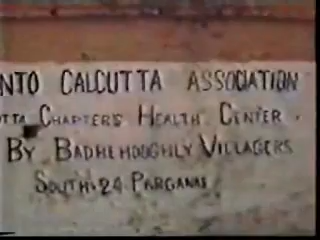 NTO CALCUTTA ASSOCIATION
TTA CHAPTERS HEALTH CENTER.
BY BADHEHOOGHLY VILLAGERS
SOUTH-24 PARGANAS